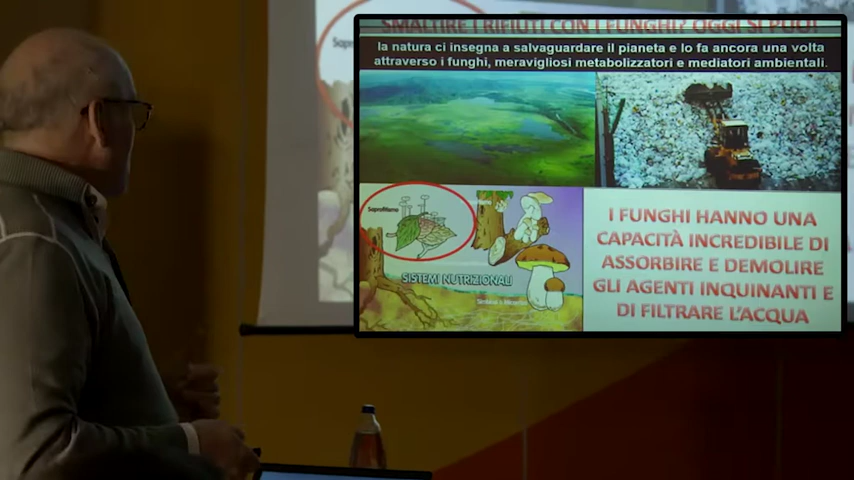 SMALTIRE I RIFIUTI CON I FUNGHI? OGGI SI PUO!
la natura ci insegna a salvaguardare il pianeta e lo fa ancora una volta
attraverso i funghi, meravigliosi metabolizzatori e mediatori ambientali.
Sap
Saprofitismo
SISTEMI NUTRIZIONALI
I FUNGHI HANNO UNA
CAPACITÀ INCREDIBILE DI
ASSORBIRE E DEMOLIRE
GLI AGENTI INQUINANTI E
DI FILTRARE L'ACQUA